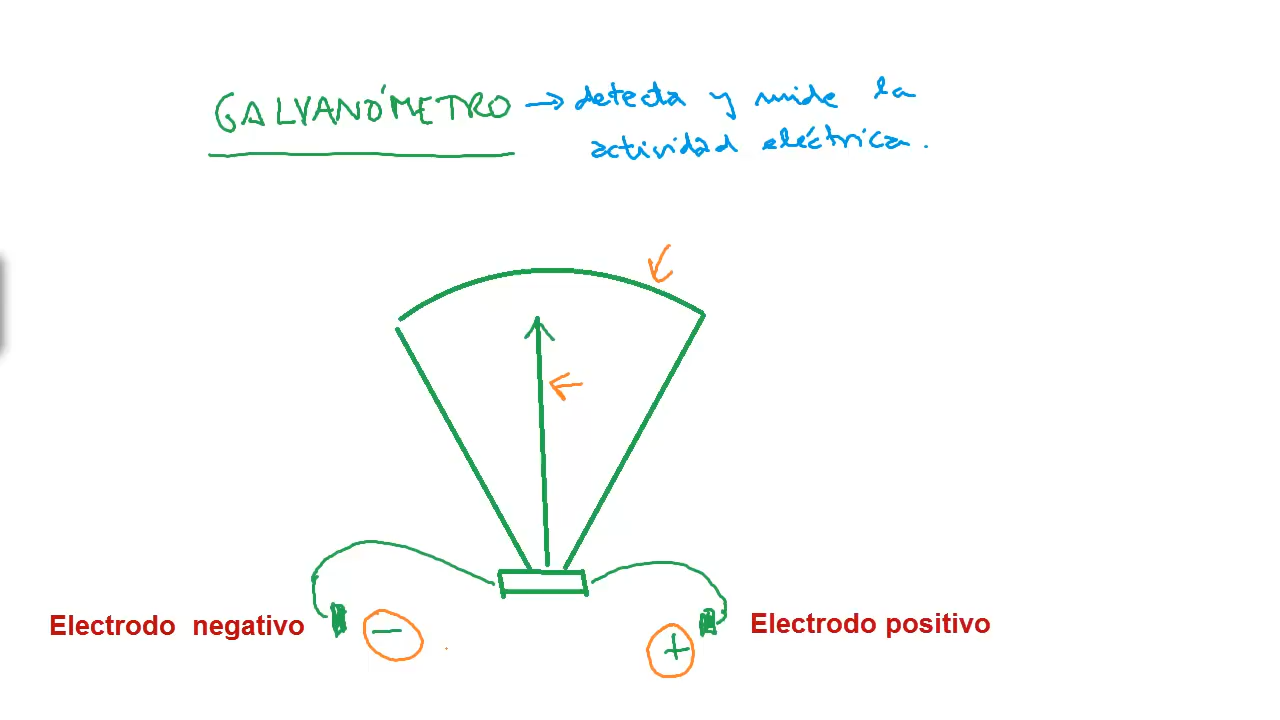 GALVANÓMETRO → detecta y mide la
actividad eléctrica.
Electrodo negativo −
+ Electrodo positivo